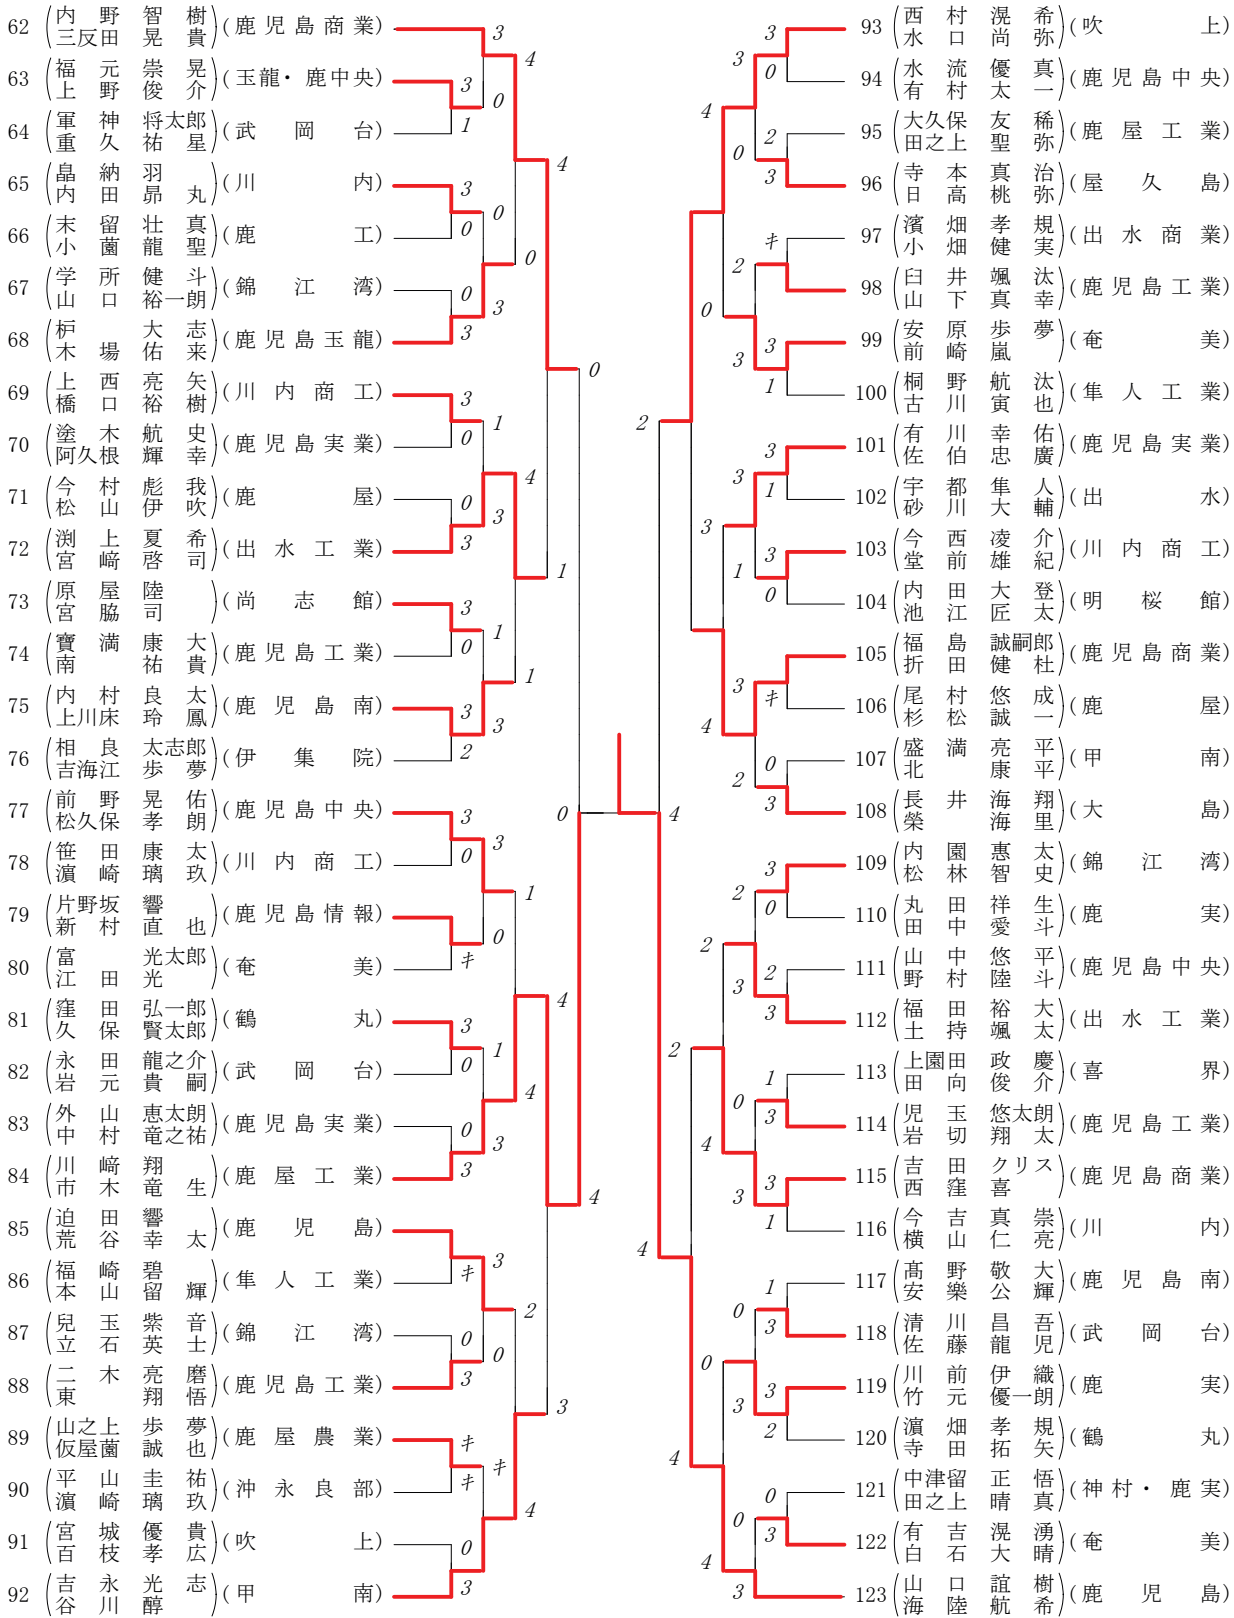 62 (内野智樹 三反田晃貴)(鹿児島商業)
63 (福元崇晃 上野俊介)(玉龍・鹿中央)
64 (軍神将太郎 重久祐星)(武岡台)
65 (畠納羽 内田昴丸)(川内)
66 (末留壮真 小薗龍聖)(鹿工)
67 (学所健斗 山口裕一朗)(錦江湾)
68 (枦大志 木場佑来)(鹿児島玉龍)
69 (上西亮矢 橋口裕樹)(川内商工)
70 (塗木航史 阿久根輝幸)(鹿児島実業)
71 (今村彪我 松山伊吹)(鹿屋)
72 (渕上夏希 宮﨑啓司)(出水工業)
73 (原屋陸 宮脇司)(尚志館)
74 (寶満康大 南祐貴)(鹿児島工業)
75 (内村良太 上川床玲鳳)(鹿児島南)
76 (相良太志郎 吉海江歩夢)(伊集院)
77 (前野晃佑 松久保孝朗)(鹿児島中央)
78 (笹田康太 濵崎璃玖)(川内商工)
79 (片野坂響 新村直也)(鹿児島情報)
80 (富光太郎 江田光)(奄美)
81 (窪田弘一郎 久保賢太郎)(鶴丸)
82 (永田龍之介 岩元貴嗣)(武岡台)
83 (外山恵太朗 中村竜之祐)(鹿児島実業)
84 (川﨑翔 市木竜生)(鹿屋工業)
85 (迫田響 荒谷幸太)(鹿児島)
86 (福崎碧 本山留輝)(隼人工業)
87 (兒玉紫音 立石英士)(錦江湾)
88 (二木亮磨 東翔悟)(鹿児島工業)
89 (山之上歩夢 仮屋薗誠也)(鹿屋農業)
90 (平山圭祐 濵崎璃玖)(沖永良部)
91 (宮城優貴 百枝孝広)(吹上)
92 (吉永光志 谷川醇)(甲南)
3
3
1
4
0
3
0
0
3
0
3
0
4
3
0
0
3
1
3
4
3
0
3
2
1
3
1
1
0
3
0
キ
3
0
1
3
0
0
3
1
4
4
キ
0
3
3
0
2
キ
キ
0
3
キ
4
3
4
0
4
93 (西村滉希 水口尚弥)(吹上)
94 (水流優真 有村太一)(鹿児島中央)
95 (大久保友稀 田之上聖弥)(鹿屋工業)
96 (寺本真治 日高桃弥)(屋久島)
97 (濱畑孝規 小畑健実)(出水商業)
98 (臼井颯汰 山下真幸)(鹿児島工業)
99 (安原歩夢 前崎嵐)(奄美)
100 (桐野航汰 古川寅也)(隼人工業)
101 (有川幸佑 佐伯忠廣)(鹿児島実業)
102 (宇都隼人 砂川大輔)(出水)
103 (今西凌介 堂前雄紀)(川内商工)
104 (内田大登 池江匠太)(明桜館)
105 (福島誠嗣郎 折田健杜)(鹿児島商業)
106 (尾村悠成 杉松誠一)(鹿屋)
107 (盛満亮平 北康平)(甲南)
108 (長井海翔 榮海里)(大島)
109 (内園惠太 松林智史)(錦江湾)
110 (丸田祥生 田中愛斗)(鹿実)
111 (山中悠平 野村陸斗)(鹿児島中央)
112 (福田裕大 土持颯太)(出水工業)
113 (上園田政慶 田向俊介)(喜界)
114 (児玉悠太朗 岩切翔太)(鹿児島工業)
115 (吉田クリス 西窪喜)(鹿児島商業)
116 (今吉真崇 横山仁亮)(川内)
117 (髙野敬大 安樂公輝)(鹿児島南)
118 (清川昌吾 佐藤龍児)(武岡台)
119 (川前伊織 竹元優一朗)(鹿実)
120 (濵畑孝規 寺田拓矢)(鶴丸)
121 (中津留正悟 田之上晴真)(神村・鹿実)
122 (有吉滉湧 白石大晴)(奄美)
123 (山口誼樹 海陸航希)(鹿児島)
3
0
2
3
4
0
キ
3
1
2
3
0
2
3
1
3
0
3
1
3
キ
0
3
3
2
4
4
3
0
2
3
2
3
2
1
3
3
1
0
3
4
2
4
1
3
3
2
0
3
0
0
3
3
0
4
4